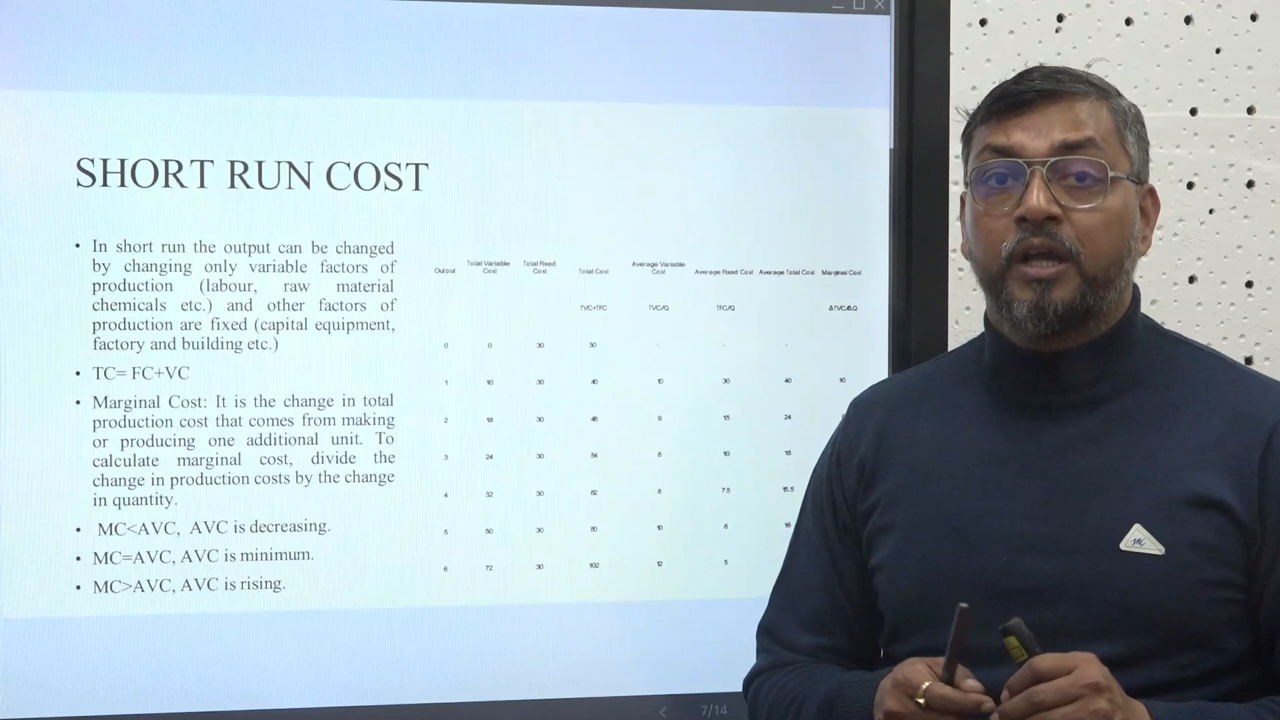 SHORT RUN COST
• In short run the output can be changed
by changing only variable factors of
production (labour, raw material
chemicals etc.) and other factors of
production are fixed (capital equipment,
factory and building etc.)
• TC= FC+VC
• Marginal Cost: It is the change in total
production cost that comes from making
or producing one additional unit. To
calculate marginal cost, divide the
change in production costs by the change
in quantity.
• MC<AVC, AVC is decreasing.
• MC=AVC, AVC is minimum.
• MC>AVC, AVC is rising.
Output Total Variable Cost Total Fixed Cost Total Cost Average Variable Cost Average Fixed Cost Average Total Cost Marginal Cost
TVC+TFC TVC/Q TFC/Q ΔTVC/ΔQ
0 0 30 30 - - -
1 10 30 40 10 30 40 10
2 18 30 48 9 15 24
3 24 30 54 8 10 18
4 32 30 62 8 7.5 15.5
5 50 30 80 10 6 16
6 72 30 102 12 5
< 7/14